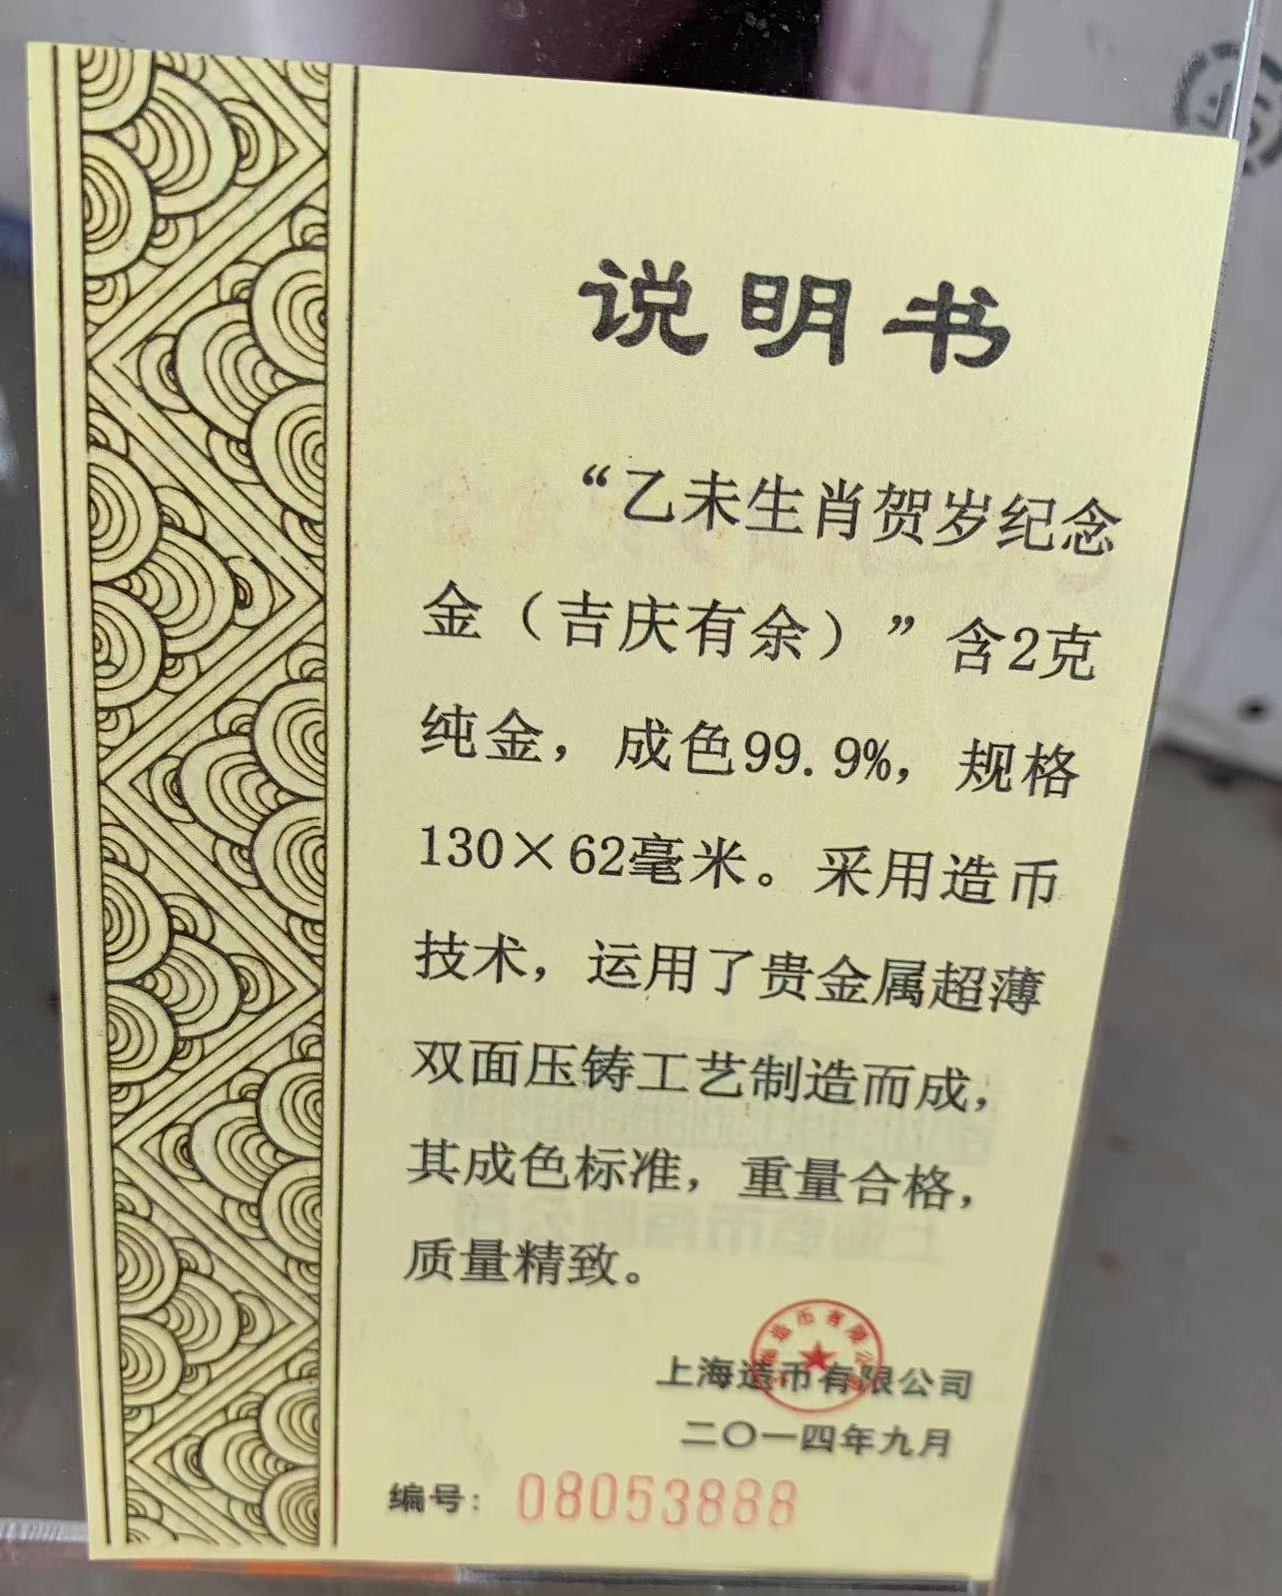 说明书
“乙未生肖贺岁纪念
金（吉庆有余）”含2克
纯金，成色99.9%，规格
130×62毫米。采用造币
技术，运用了贵金属超薄
双面压铸工艺制造而成，
其成色标准，重量合格，
质量精致。
上海造币有限公司
二〇一四年九月
编号：08053888